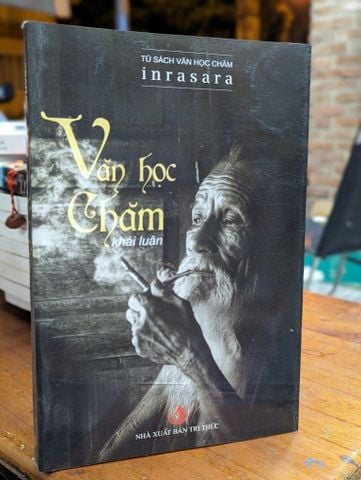 TỦ SÁCH VĂN HỌC CHĂM
inrasara
Văn học
Chăm
khái luận
NHÀ XUẤT BẢN TRI THỨC